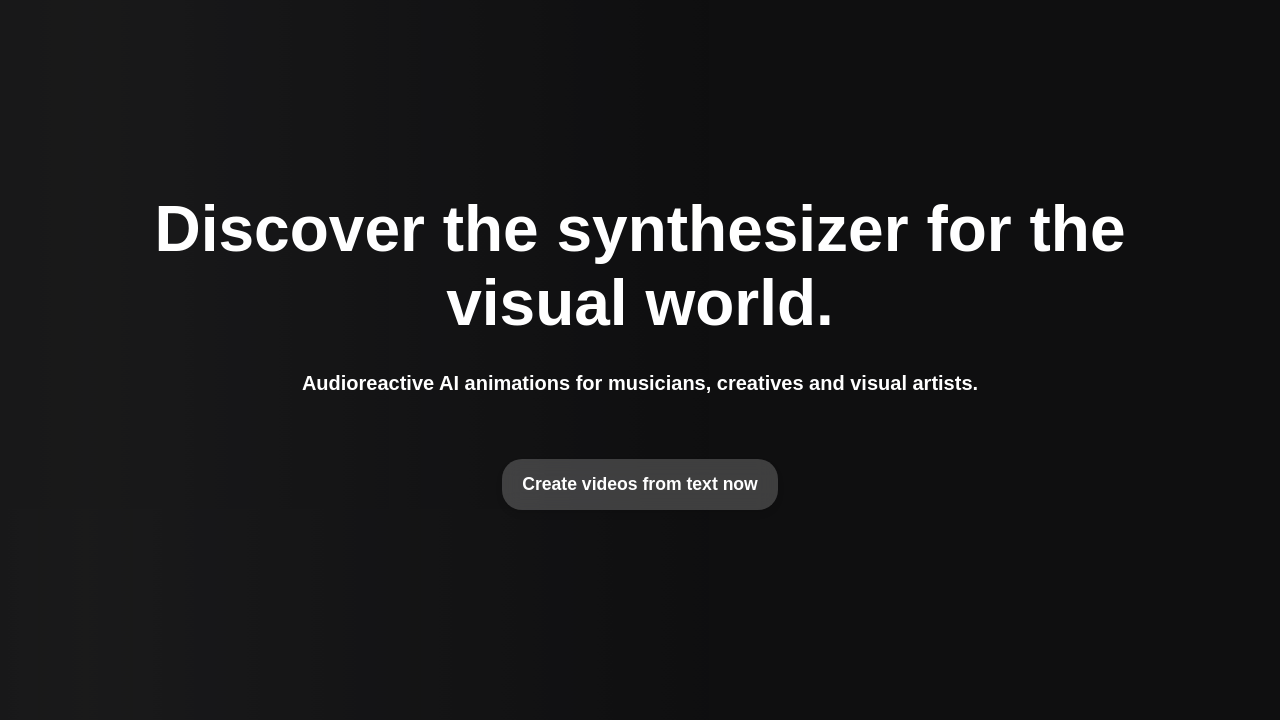 Discover the synthesizer for the
visual world.
Audioreactive AI animations for musicians, creatives and visual artists.
Create videos from text now